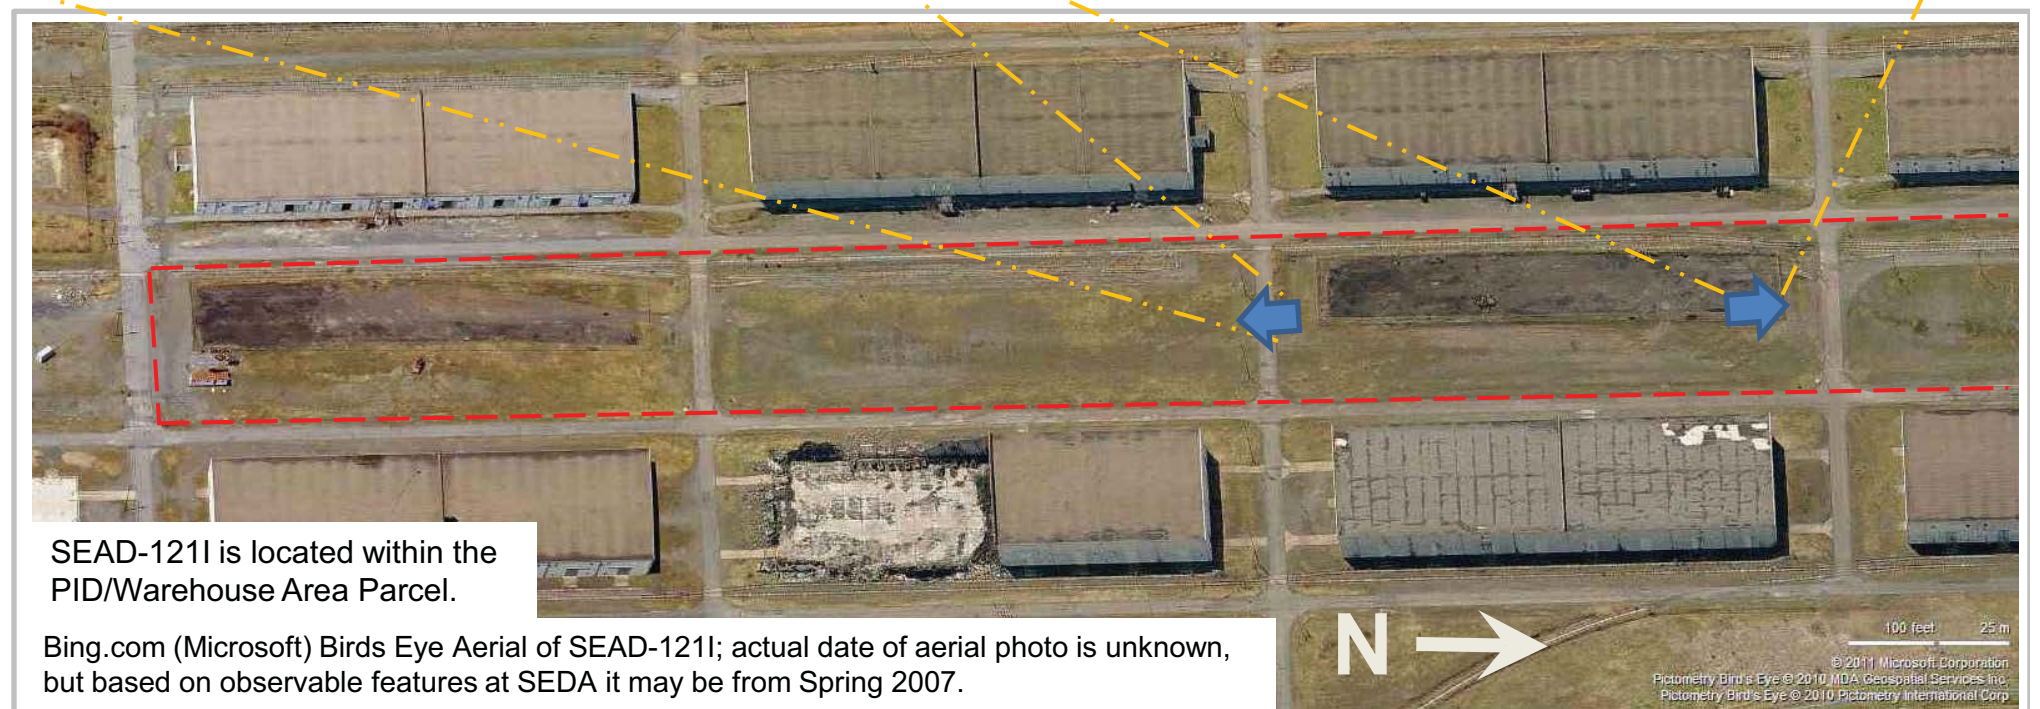 SEAD-121I is located within the
PID/Warehouse Area Parcel.
Bing.com (Microsoft) Birds Eye Aerial of SEAD-121I; actual date of aerial photo is unknown,
but based on observable features at SEDA it may be from Spring 2007.
N
100 feet 25 m
© 2011 Microsoft Corporation
Pictometry Bird's Eye © 2010 MDA Geospatial Services Inc
Pictometry Bird's Eye © 2010 Pictometry International Corp